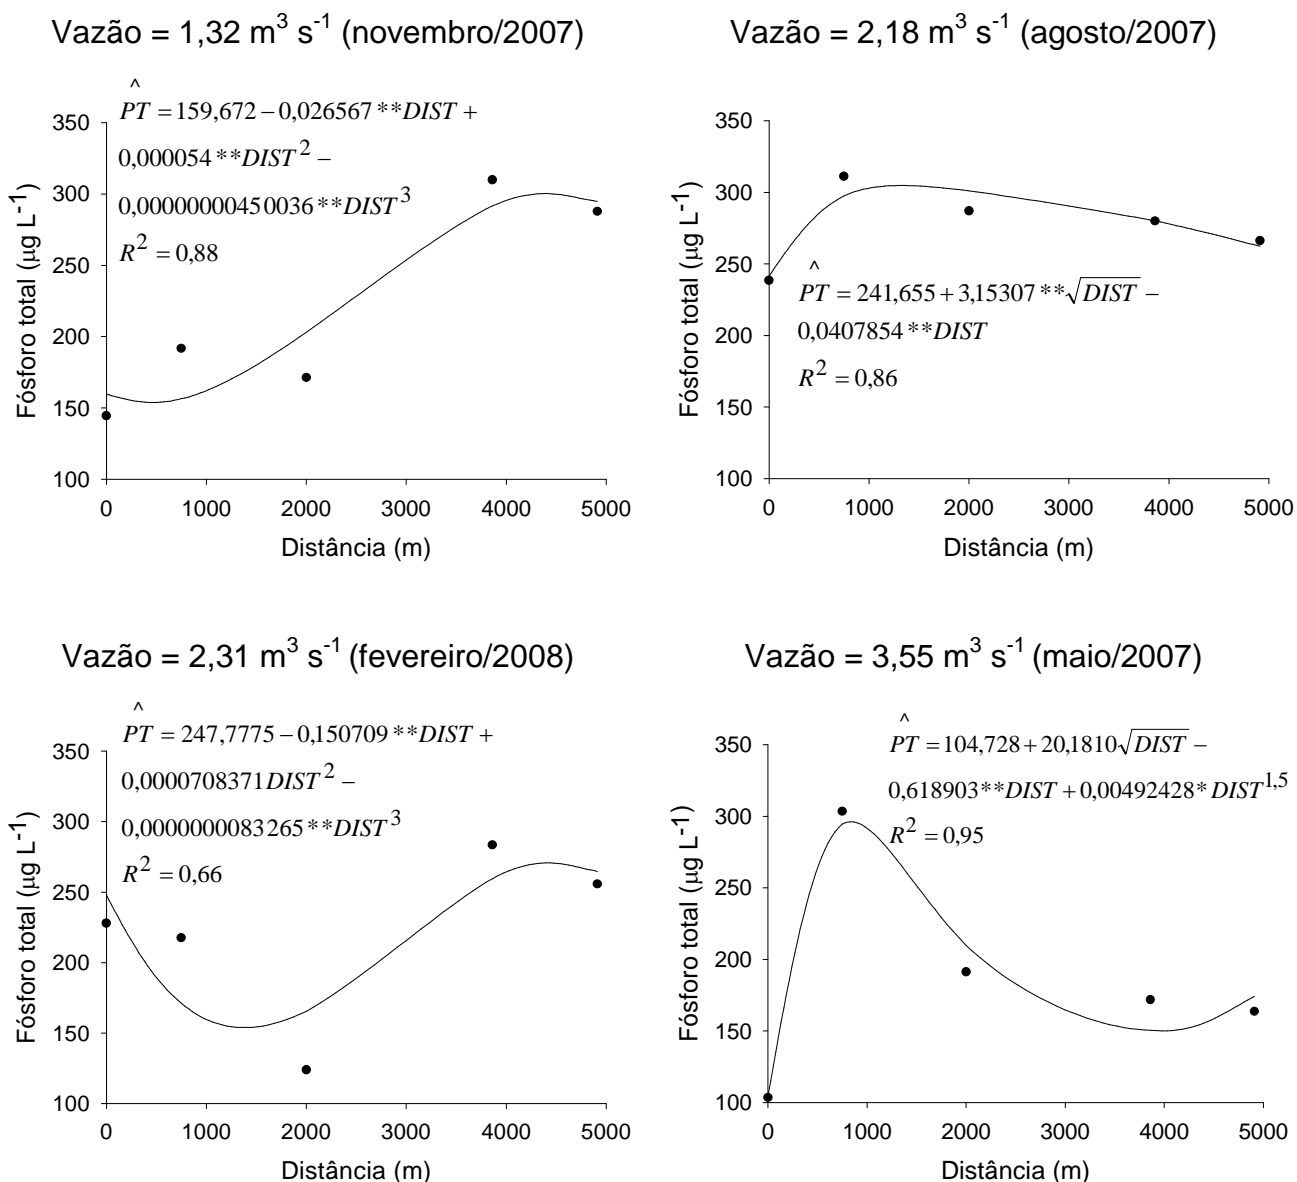 Vazão = 1,32 m³ s⁻¹ (novembro/2007)
^
PT = 159,672 − 0,026567 **DIST +
0,000054 **DIST² −
0,00000000450036 **DIST³
R² = 0,88
Fósforo total (µg L⁻¹)
350
300
250
200
150
100
0 1000 2000 3000 4000 5000
Distância (m)
Vazão = 2,18 m³ s⁻¹ (agosto/2007)
Fósforo total (µg L⁻¹)
350
300
250
200
150
100
^
PT = 241,655 + 3,15307 **√DIST −
0,0407854 **DIST
R² = 0,86
0 1000 2000 3000 4000 5000
Distância (m)
Vazão = 2,31 m³ s⁻¹ (fevereiro/2008)
^
PT = 247,7775 − 0,150709 **DIST +
0,0000708371DIST² −
0,0000000083265 **DIST³
R² = 0,66
Fósforo total (µg L⁻¹)
350
300
250
200
150
100
0 1000 2000 3000 4000 5000
Distância (m)
Vazão = 3,55 m³ s⁻¹ (maio/2007)
^
PT = 104,728 + 20,1810√DIST −
0,618903 **DIST + 0,00492428 * DIST¹,⁵
R² = 0,95
Fósforo total (µg L⁻¹)
350
300
250
200
150
100
0 1000 2000 3000 4000 5000
Distância (m)